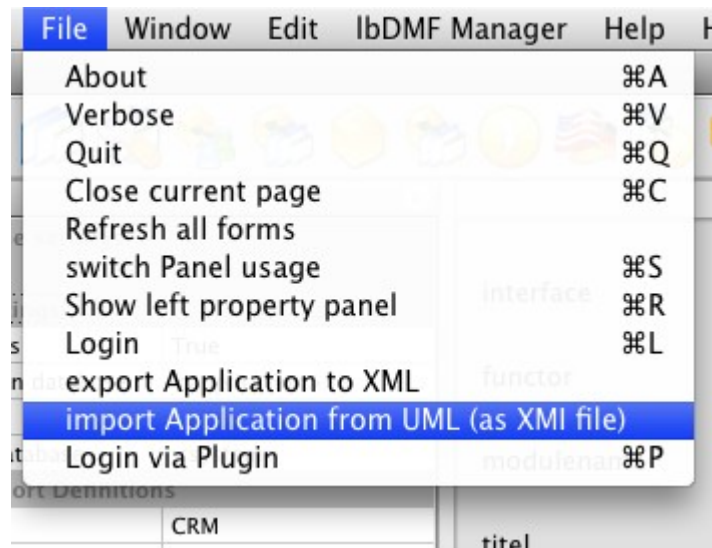 File Window Edit lbDMF Manager Help
About ⌘A
Verbose ⌘V
Quit ⌘Q
Close current page ⌘C
Refresh all forms
switch Panel usage ⌘S
interface
Show left property panel ⌘R
Login ⌘L
True
export Application to XML
functor
import Application from UML (as XMI file)
Login via Plugin ⌘P
ort Definitions
CRM
titel